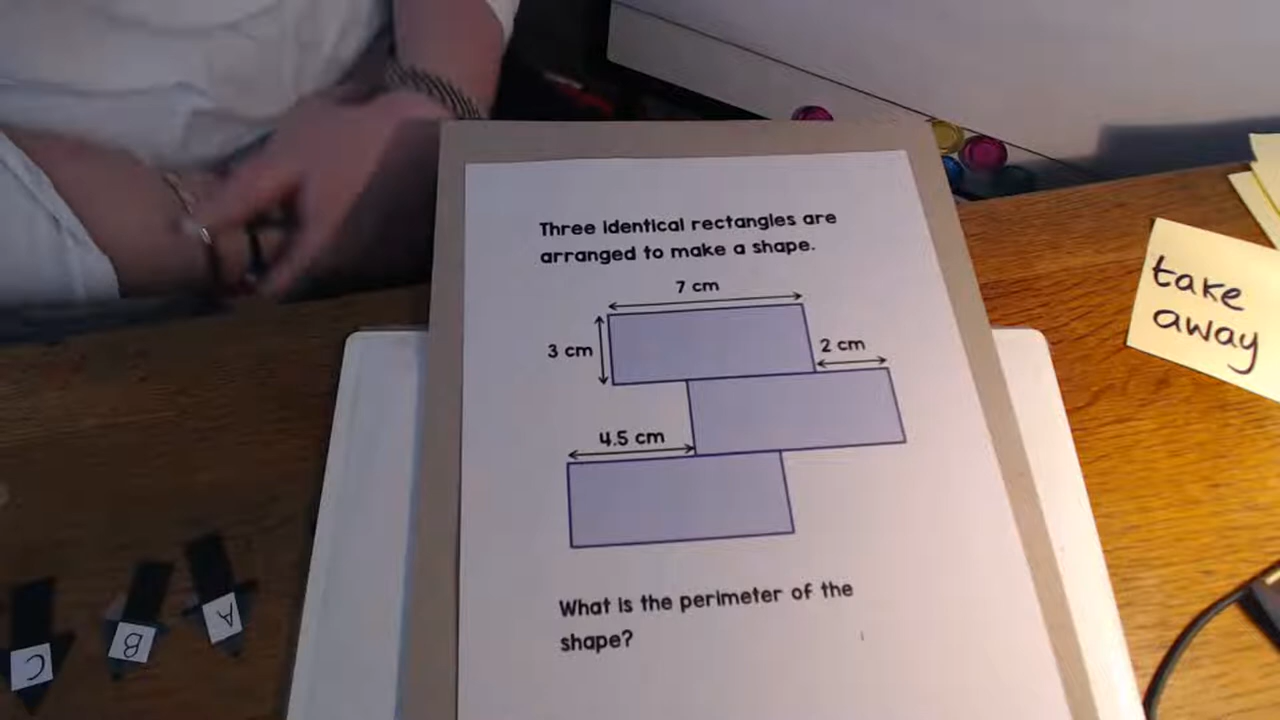 Three identical rectangles are
arranged to make a shape.
7 cm
3 cm
2 cm
4.5 cm
What is the perimeter of the
shape?
take
away
A
B
C